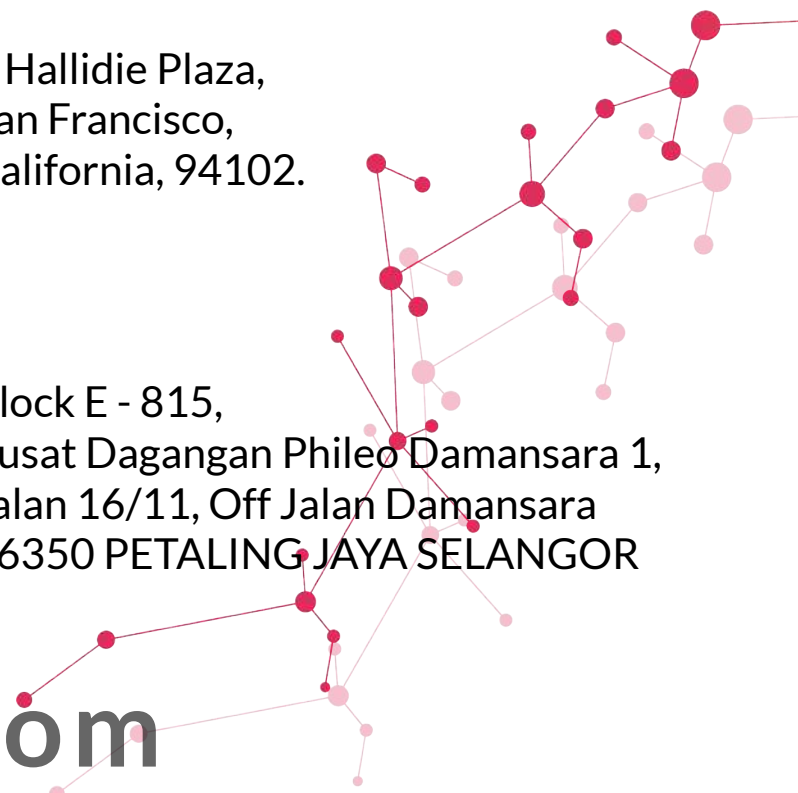 Hallidie Plaza,
an Francisco,
alifornia, 94102.
lock E - 815,
usat Dagangan Phileo Damansara 1,
alan 16/11, Off Jalan Damansara
6350 PETALING JAYA SELANGOR
om